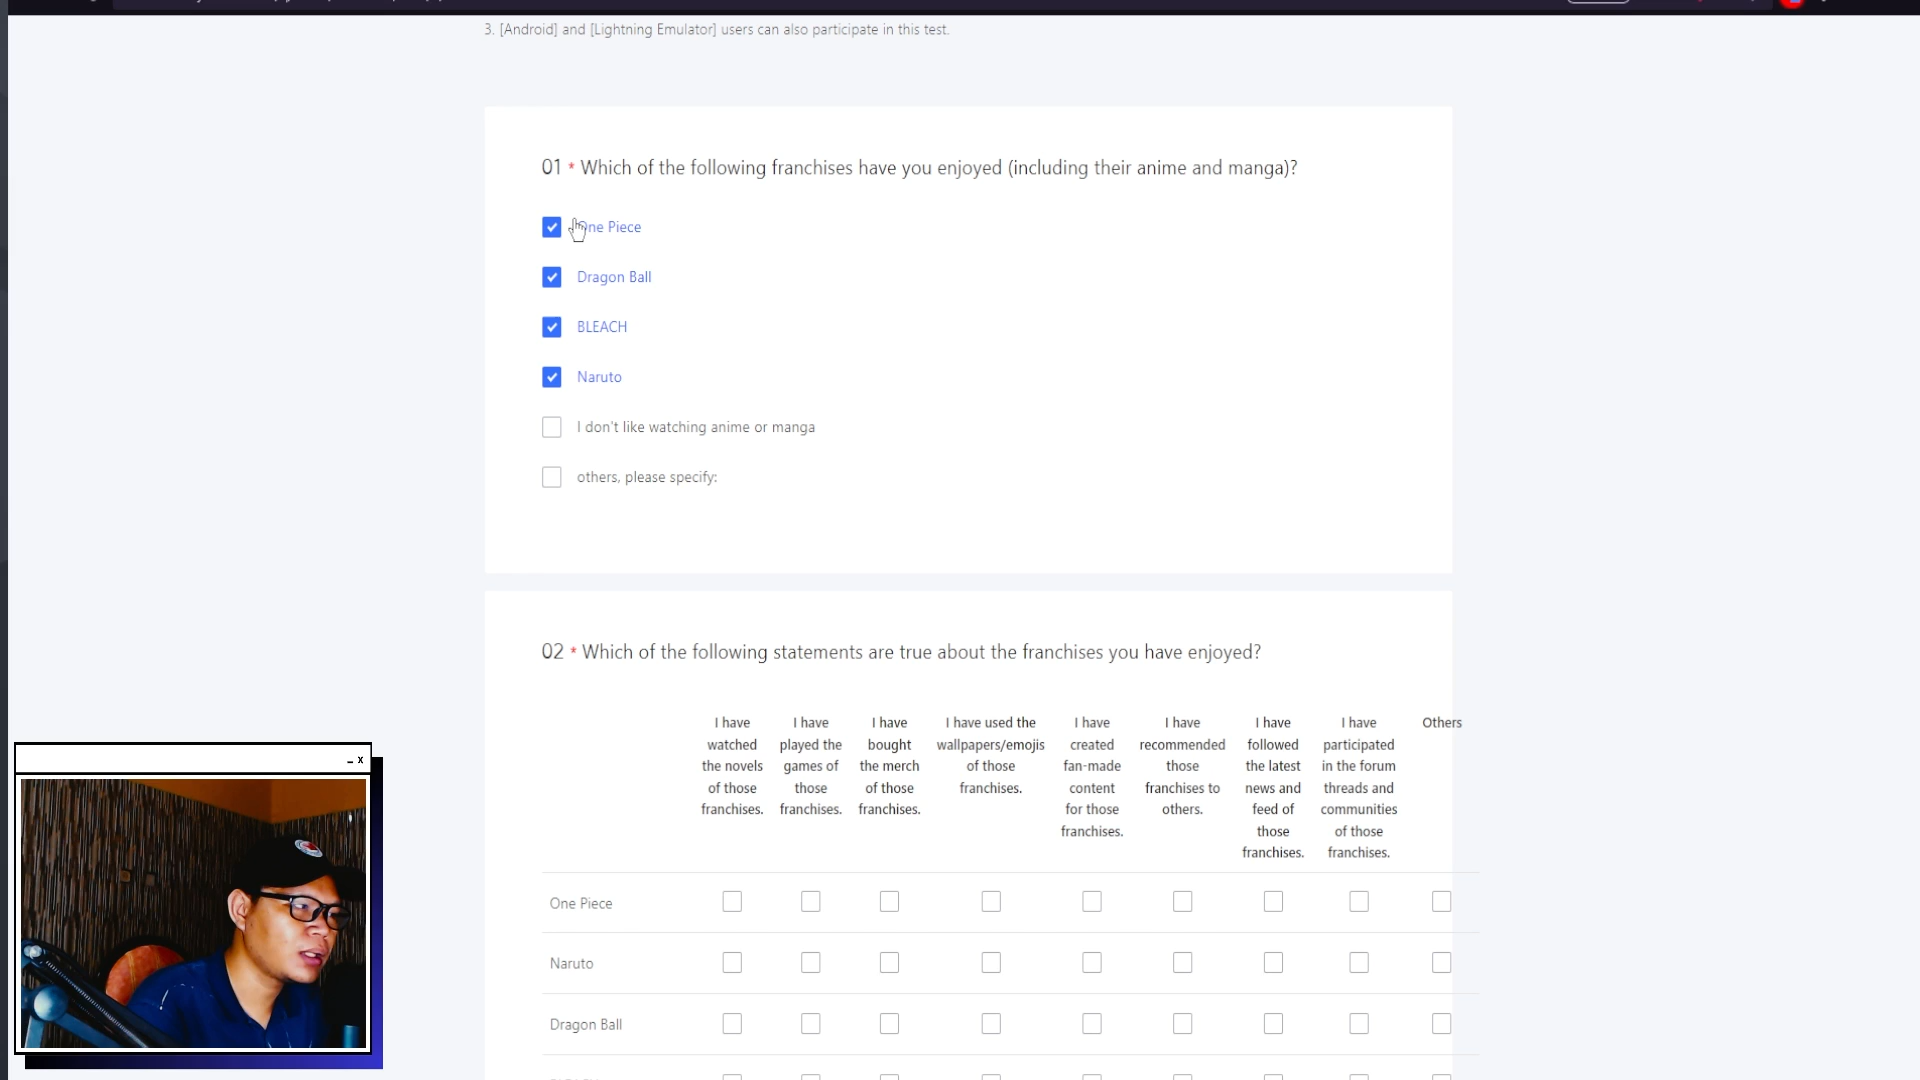 3. [Android] and [Lightning Emulator] users can also participate in this test.
01 * Which of the following franchises have you enjoyed (including their anime and manga)?
One Piece
Dragon Ball
BLEACH
Naruto
I don't like watching anime or manga
others, please specify:
02 * Which of the following statements are true about the franchises you have enjoyed?
I have watched the novels of those franchises.
I have played the games of those franchises.
I have bought the merch of those franchises.
I have used the wallpapers/emojis of those franchises.
I have created fan-made content for those franchises.
I have recommended those franchises to others.
I have followed the latest news and feed of those franchises.
I have participated in the forum threads and communities of those franchises.
Others
One Piece
Naruto
Dragon Ball